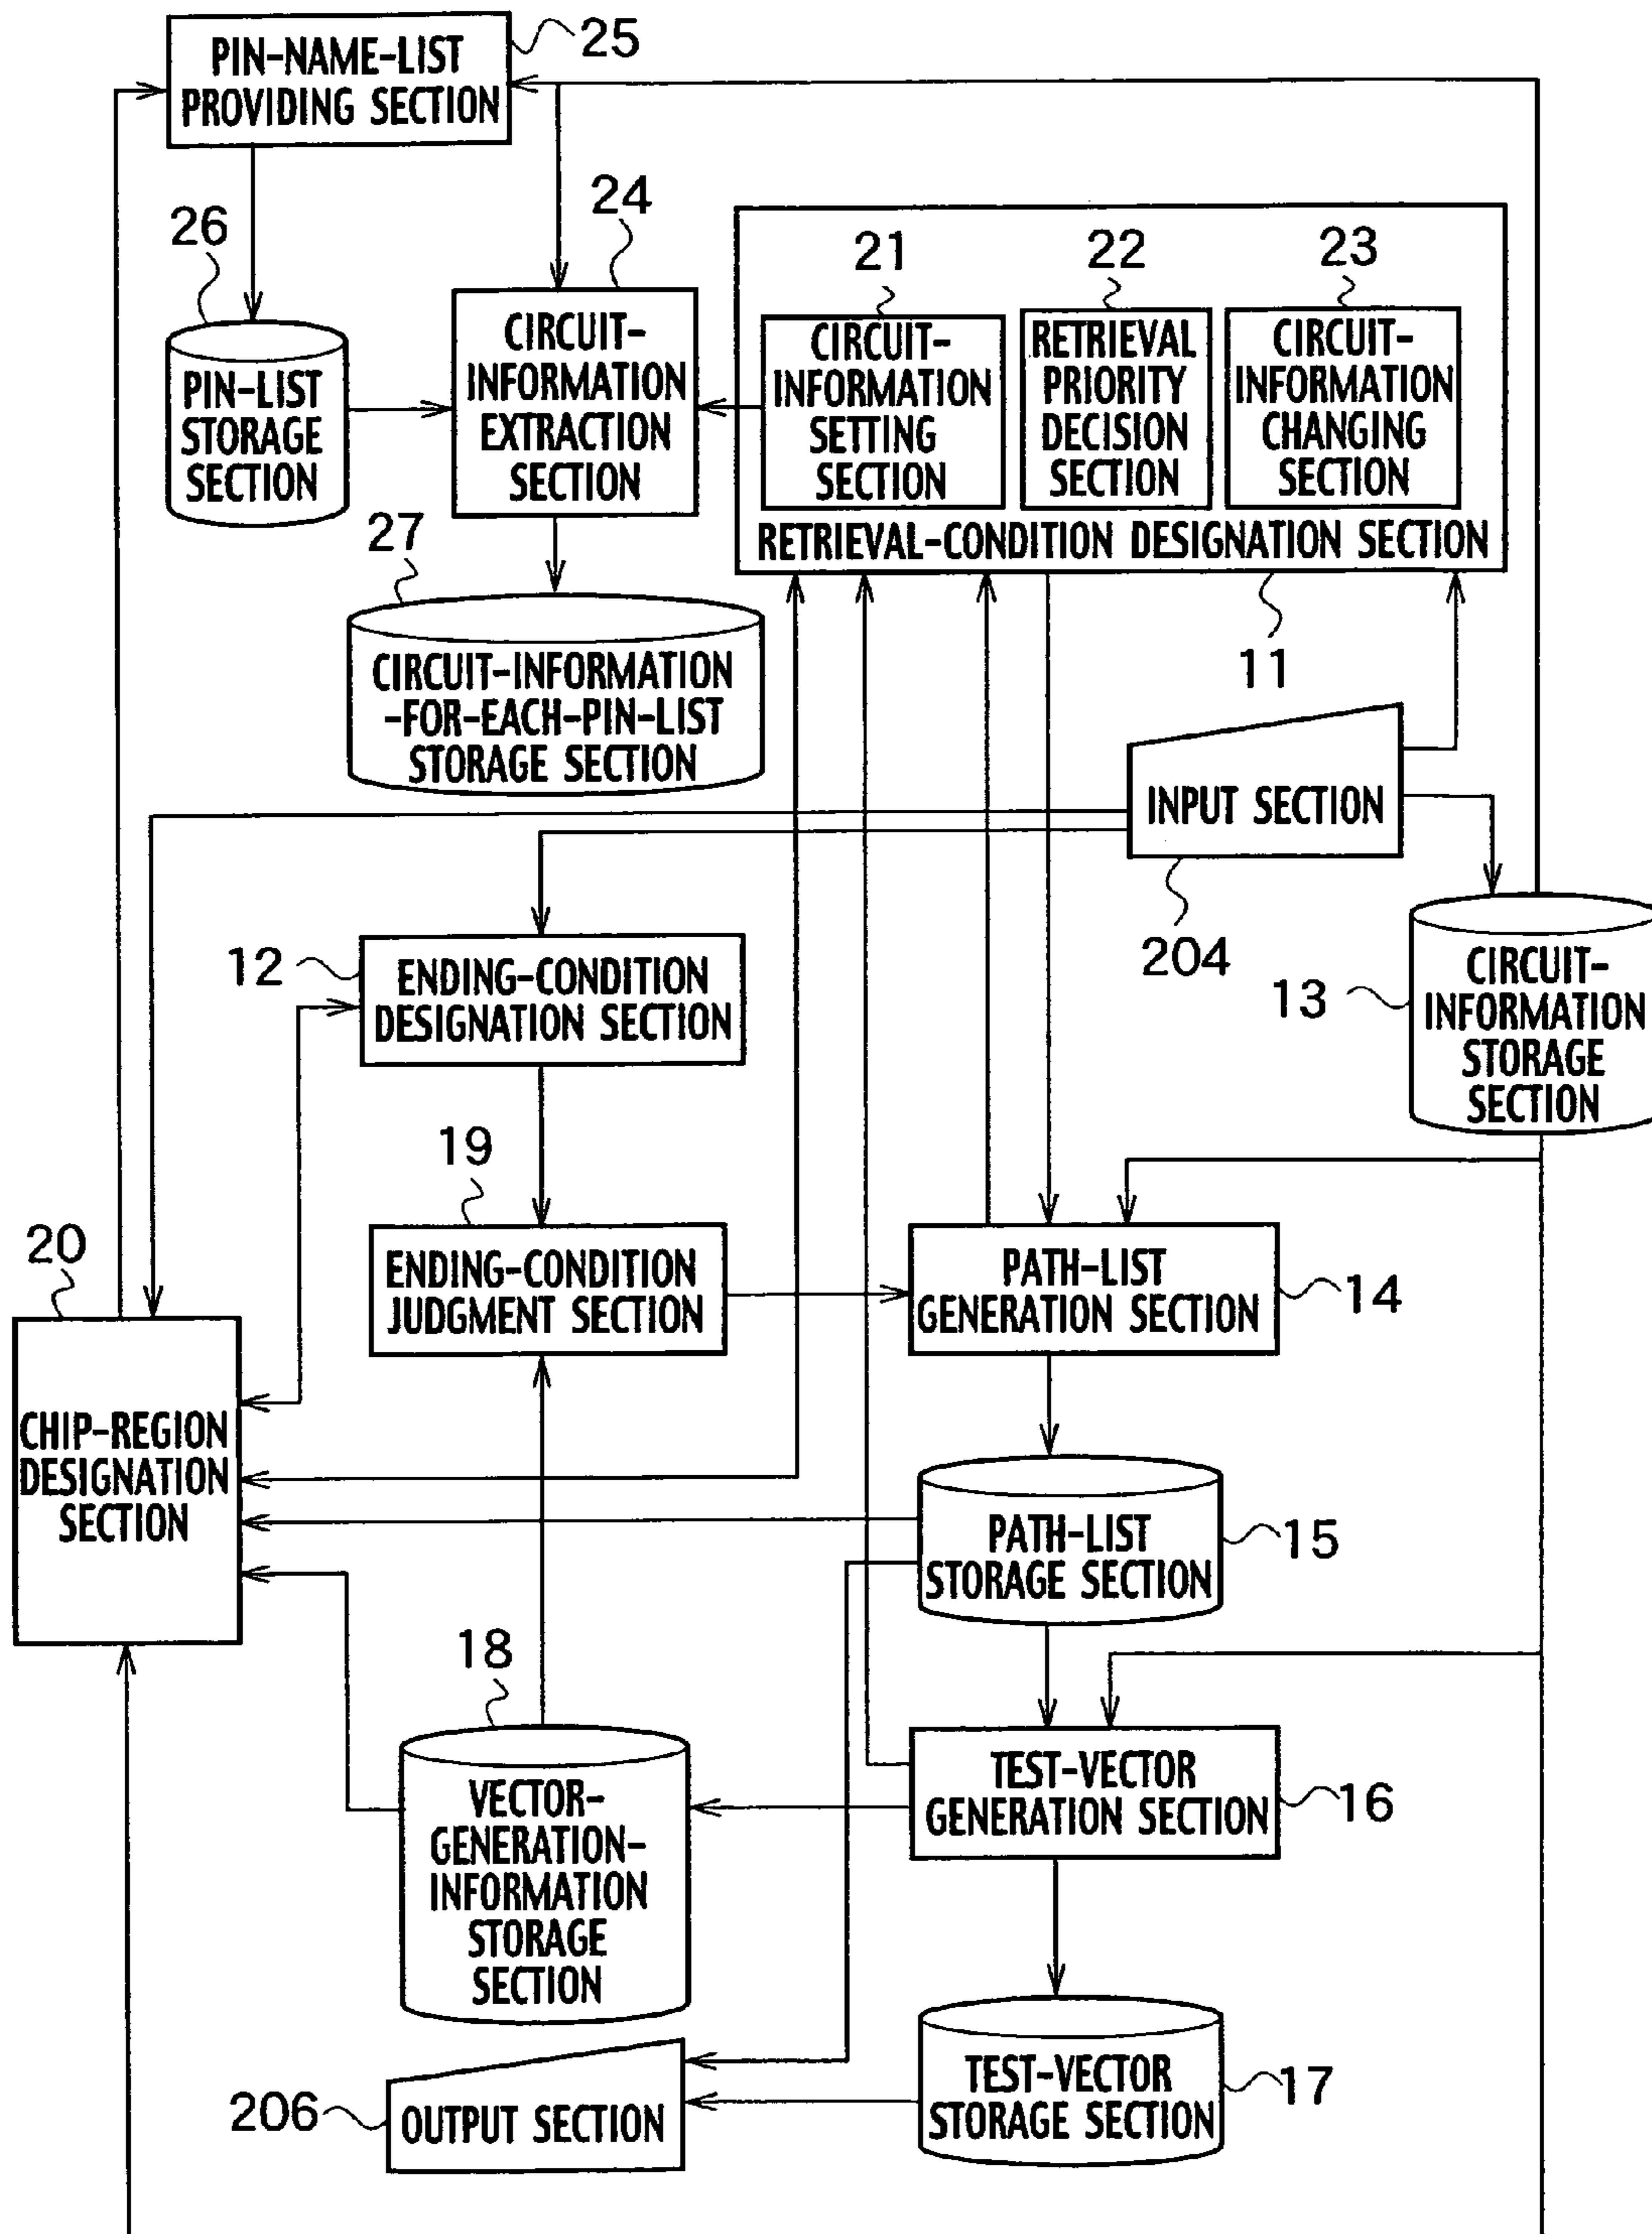 PIN-NAME-LIST
PROVIDING SECTION
25
26
PIN-LIST
STORAGE
SECTION
24
CIRCUIT-
INFORMATION
EXTRACTION
SECTION
21
CIRCUIT-
INFORMATION
SETTING
SECTION
22
RETRIEVAL
PRIORITY
DECISION
SECTION
23
CIRCUIT-
INFORMATION
CHANGING
SECTION
RETRIEVAL-CONDITION DESIGNATION SECTION
11
27
CIRCUIT-INFORMATION
-FOR-EACH-PIN-LIST
STORAGE SECTION
INPUT SECTION
204
12
ENDING-CONDITION
DESIGNATION SECTION
13
CIRCUIT-
INFORMATION
STORAGE
SECTION
19
ENDING-CONDITION
JUDGMENT SECTION
PATH-LIST
GENERATION SECTION
14
20
CHIP-REGION
DESIGNATION
SECTION
PATH-LIST
STORAGE SECTION
15
18
VECTOR-
GENERATION-
INFORMATION
STORAGE
SECTION
TEST-VECTOR
GENERATION SECTION
16
206
OUTPUT SECTION
TEST-VECTOR
STORAGE SECTION
17